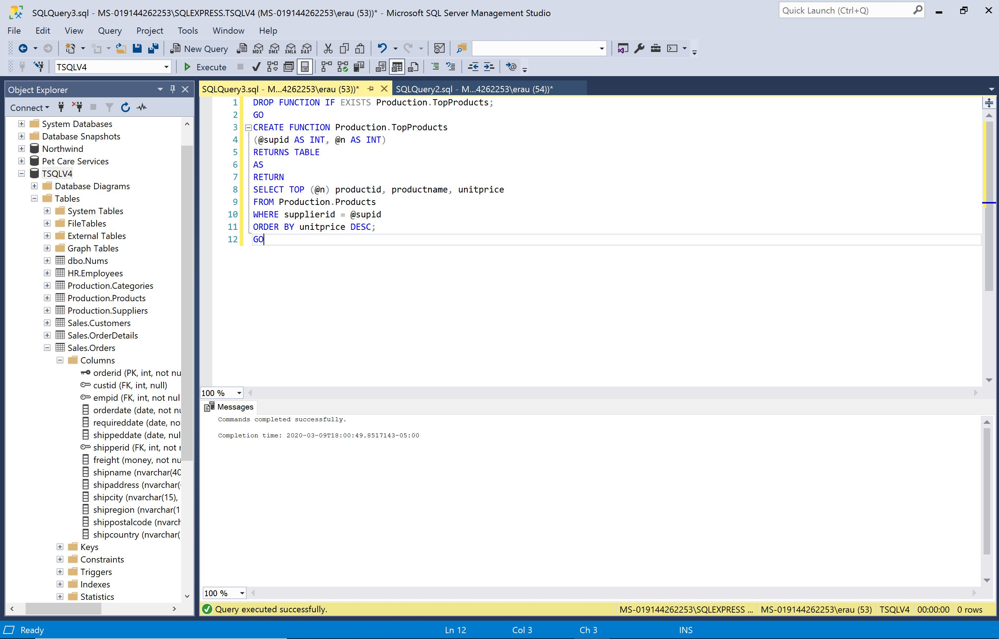 SQLQuery3.sql - MS-019144262253\SQLEXPRESS.TSQLV4 (MS-019144262253\erau (53))* - Microsoft SQL Server Management Studio
Quick Launch (Ctrl+Q)
File Edit View Query Project Tools Window Help
New Query MDX DMX XMLA DAX
TSQLV4 Execute
Object Explorer
Connect
System Databases
Database Snapshots
Northwind
Pet Care Services
TSQLV4
Database Diagrams
Tables
System Tables
FileTables
External Tables
Graph Tables
dbo.Nums
HR.Employees
Production.Categories
Production.Products
Production.Suppliers
Sales.Customers
Sales.OrderDetails
Sales.Orders
Columns
orderid (PK, int, not nu
custid (FK, int, null)
empid (FK, int, not nul
orderdate (date, not nu
requireddate (date, no
shippeddate (date, nul
shipperid (FK, int, not
freight (money, not nu
shipname (nvarchar(40
shipaddress (nvarchar(
shipcity (nvarchar(15),
shipregion (nvarchar(1
shippostalcode (nvarch
shipcountry (nvarchar(
Keys
Constraints
Triggers
Indexes
Statistics
SQLQuery3.sql - M...4262253\erau (53))* SQLQuery2.sql - M...4262253\erau (54))*
1 DROP FUNCTION IF EXISTS Production.TopProducts;
2 GO
3 CREATE FUNCTION Production.TopProducts
4 (@supid AS INT, @n AS INT)
5 RETURNS TABLE
6 AS
7 RETURN
8 SELECT TOP (@n) productid, productname, unitprice
9 FROM Production.Products
10 WHERE supplierid = @supid
11 ORDER BY unitprice DESC;
12 GO
100 %
Messages
Commands completed successfully.
Completion time: 2020-03-09T18:00:49.8517143-05:00
100 %
Query executed successfully. MS-019144262253\SQLEXPRESS ... MS-019144262253\erau (53) TSQLV4 00:00:00 0 rows
Ready Ln 12 Col 3 Ch 3 INS